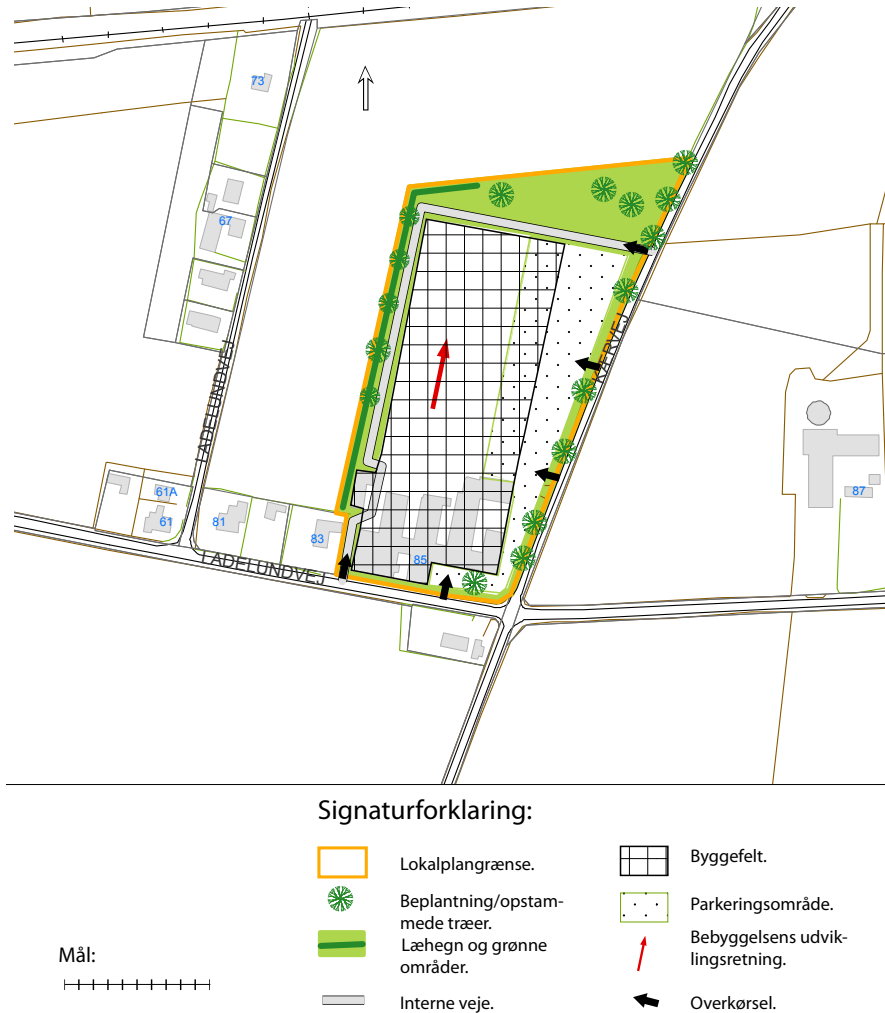 73
67
LADELUNDVEJ
KÆRVEJ
61A
61
81
83
85
87
LADELUNDVEJ
Signaturforklaring:
Lokalplangrænse.
Beplantning/opstam-
mede træer.
Læhegn og grønne
områder.
Interne veje.
Byggefelt.
Parkeringsområde.
Bebyggelsens udvik-
lingsretning.
Overkørsel.
Mål: